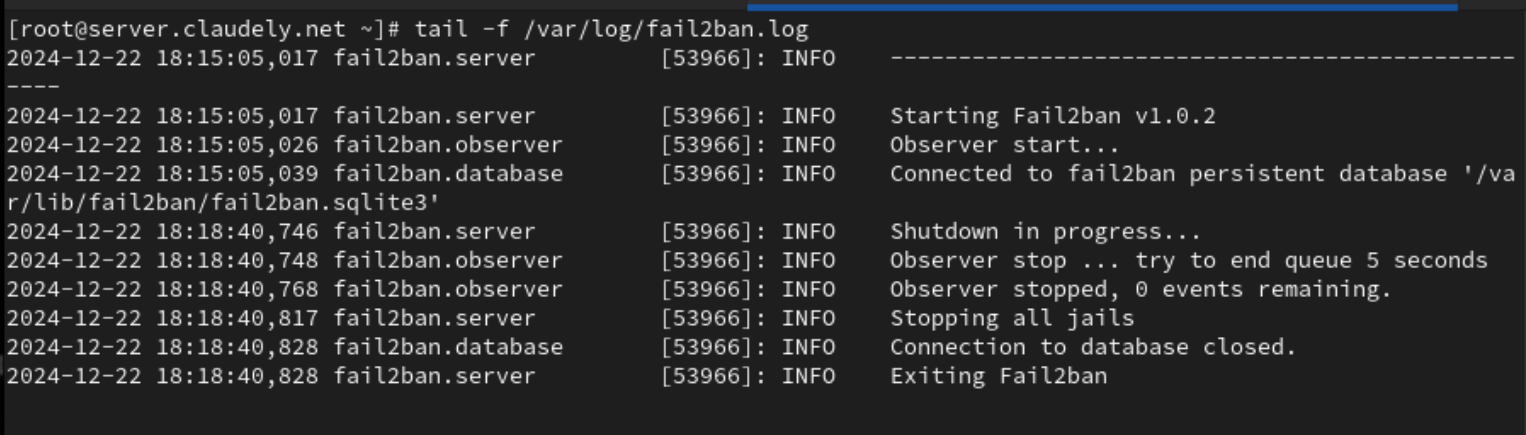 [root@server.claudely.net ~]# tail -f /var/log/fail2ban.log
2024-12-22 18:15:05,017 fail2ban.server         [53966]: INFO    ----------------------------------------------
----
2024-12-22 18:15:05,017 fail2ban.server         [53966]: INFO    Starting Fail2ban v1.0.2
2024-12-22 18:15:05,026 fail2ban.observer       [53966]: INFO    Observer start...
2024-12-22 18:15:05,039 fail2ban.database       [53966]: INFO    Connected to fail2ban persistent database '/va
r/lib/fail2ban/fail2ban.sqlite3'
2024-12-22 18:18:40,746 fail2ban.server         [53966]: INFO    Shutdown in progress...
2024-12-22 18:18:40,748 fail2ban.observer       [53966]: INFO    Observer stop ... try to end queue 5 seconds
2024-12-22 18:18:40,768 fail2ban.observer       [53966]: INFO    Observer stopped, 0 events remaining.
2024-12-22 18:18:40,817 fail2ban.server         [53966]: INFO    Stopping all jails
2024-12-22 18:18:40,828 fail2ban.database       [53966]: INFO    Connection to database closed.
2024-12-22 18:18:40,828 fail2ban.server         [53966]: INFO    Exiting Fail2ban